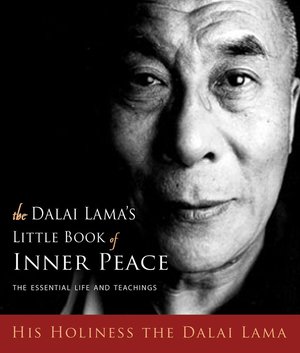 the DALAI LAMA'S
LITTLE BOOK of
INNER PEACE
THE ESSENTIAL LIFE AND TEACHINGS
HIS HOLINESS THE DALAI LAMA